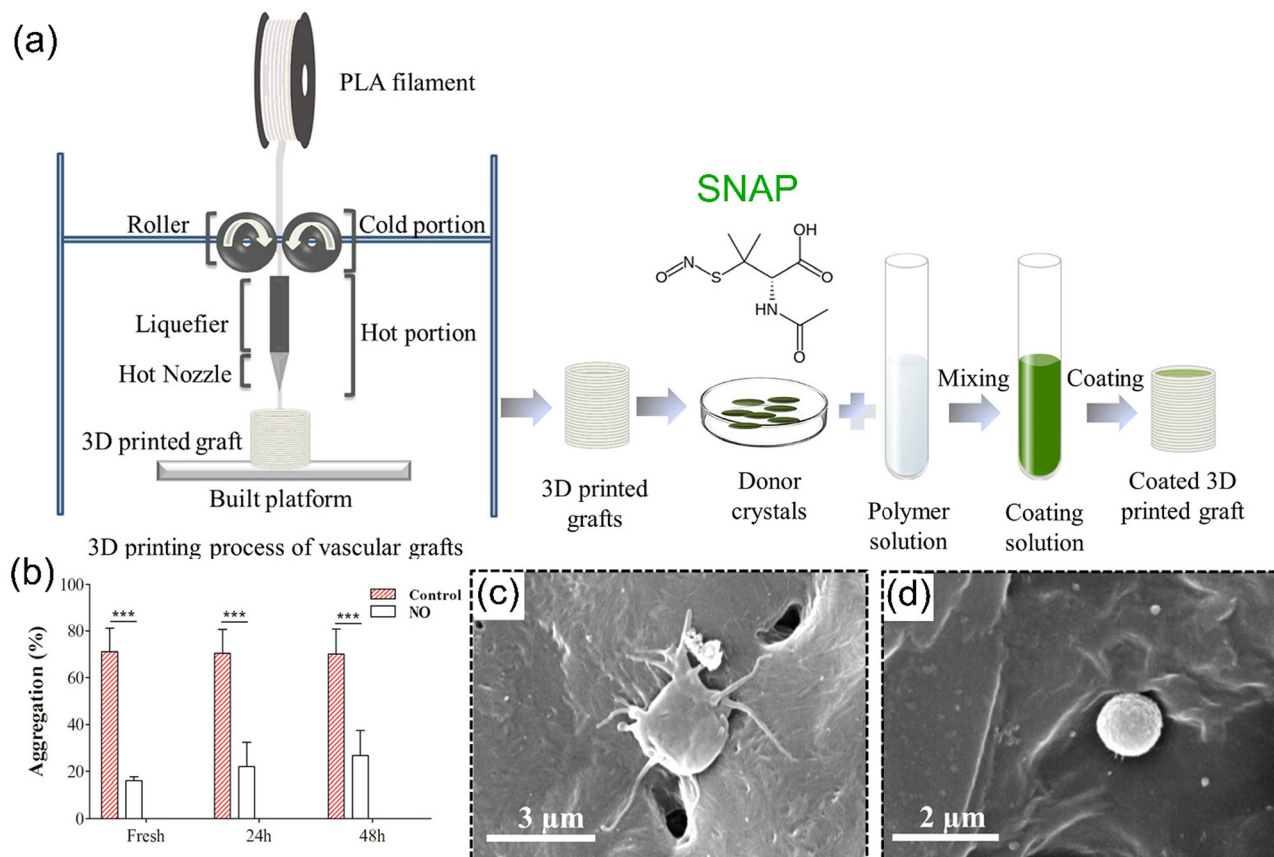 (a)
PLA filament
SNAP
Roller
Cold portion
OH
O
N
S
O
HN
O
Liquefier
Hot portion
Hot Nozzle
Mixing
Coating
3D printed graft
Built platform
3D printed
grafts
Donor
crystals
Polymer
solution
Coating
solution
Coated 3D
printed graft
3D printing process of vascular grafts
(b)
100
80
60
40
20
0
Aggregation (%)
Control
NO
***
***
***
Fresh
24h
48h
(c)
3 µm
(d)
2 µm